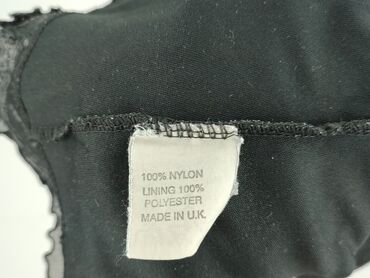 100% NYLON
LINING 100%
POLYESTER
MADE IN U.K.